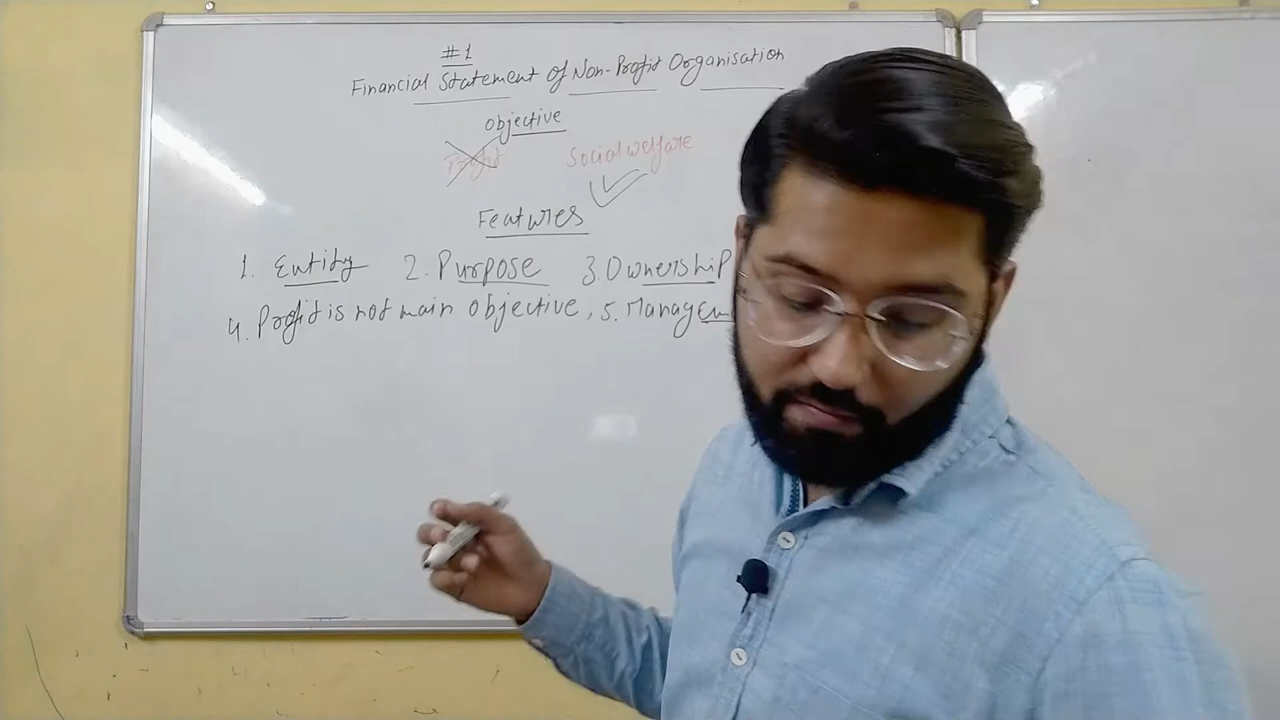 #1
Financial Statement of Non-Profit Organisation
Objective
Profit Social welfare
Features
1. Entity 2. Purpose 3. Ownership
4. Profit is not main objective, 5. Managem